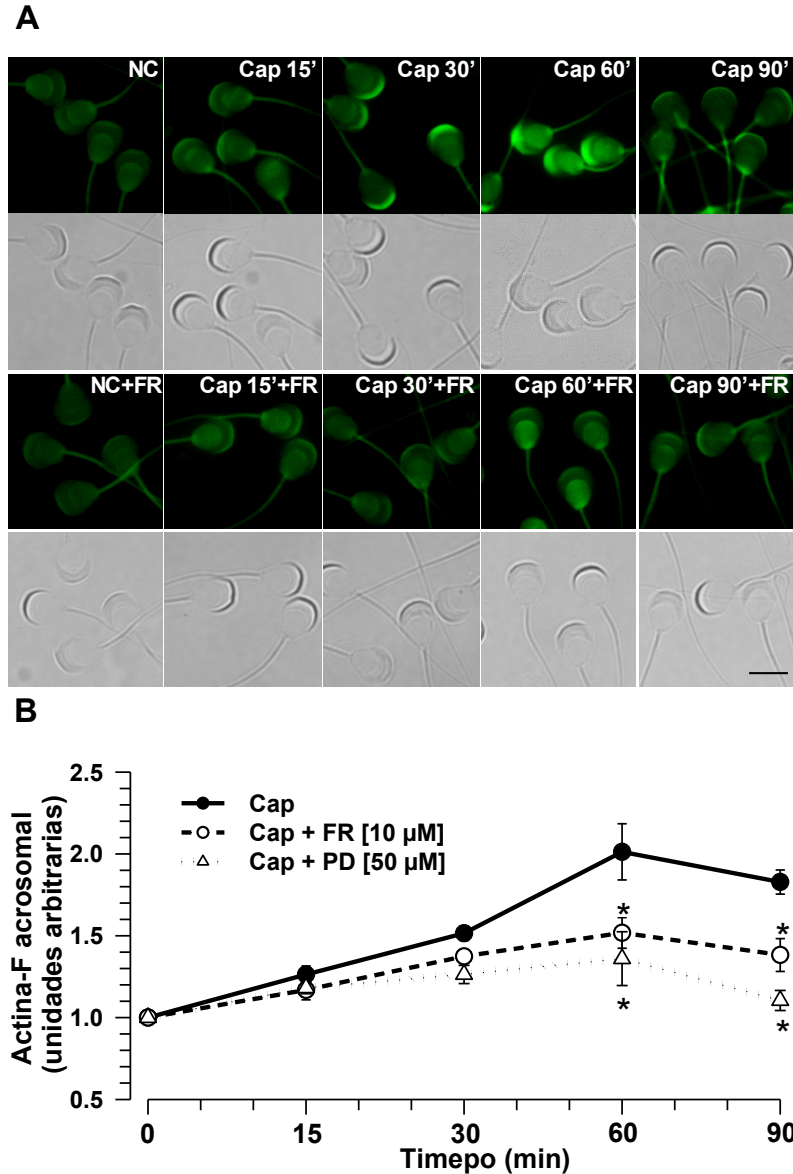 A
NC Cap 15' Cap 30' Cap 60' Cap 90'
NC+FR Cap 15'+FR Cap 30'+FR Cap 60'+FR Cap 90'+FR
B
Actina-F acrosomal
(unidades arbitrarias)
2.5
2.0
1.5
1.0
0.5
Cap
Cap + FR [10 µM]
Cap + PD [50 µM]
* *
* *
0 15 30 60 90
Timepo (min)